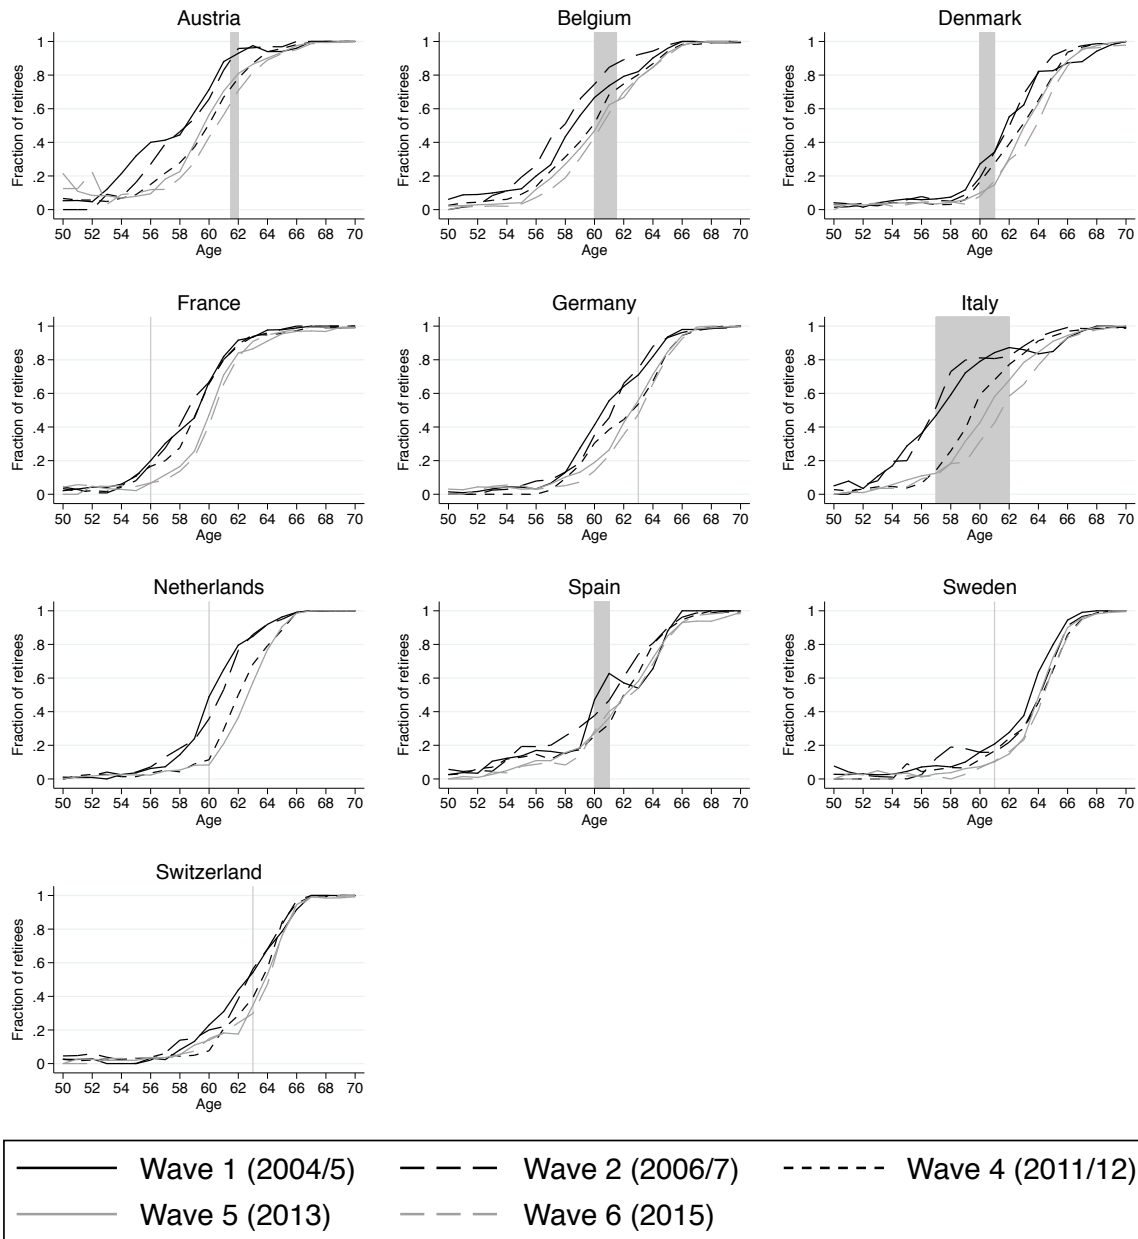 Austria
Fraction of retirees
1
.8
.6
.4
.2
0
50 52 54 56 58 60 62 64 66 68 70
Age
Belgium
Fraction of retirees
1
.8
.6
.4
.2
0
50 52 54 56 58 60 62 64 66 68 70
Age
Denmark
Fraction of retirees
1
.8
.6
.4
.2
0
50 52 54 56 58 60 62 64 66 68 70
Age
France
Fraction of retirees
1
.8
.6
.4
.2
0
50 52 54 56 58 60 62 64 66 68 70
Age
Germany
Fraction of retirees
1
.8
.6
.4
.2
0
50 52 54 56 58 60 62 64 66 68 70
Age
Italy
Fraction of retirees
1
.8
.6
.4
.2
0
50 52 54 56 58 60 62 64 66 68 70
Age
Netherlands
Fraction of retirees
1
.8
.6
.4
.2
0
50 52 54 56 58 60 62 64 66 68 70
Age
Spain
Fraction of retirees
1
.8
.6
.4
.2
0
50 52 54 56 58 60 62 64 66 68 70
Age
Sweden
Fraction of retirees
1
.8
.6
.4
.2
0
50 52 54 56 58 60 62 64 66 68 70
Age
Switzerland
Fraction of retirees
1
.8
.6
.4
.2
0
50 52 54 56 58 60 62 64 66 68 70
Age
Wave 1 (2004/5) Wave 2 (2006/7) Wave 4 (2011/12)
Wave 5 (2013) Wave 6 (2015)